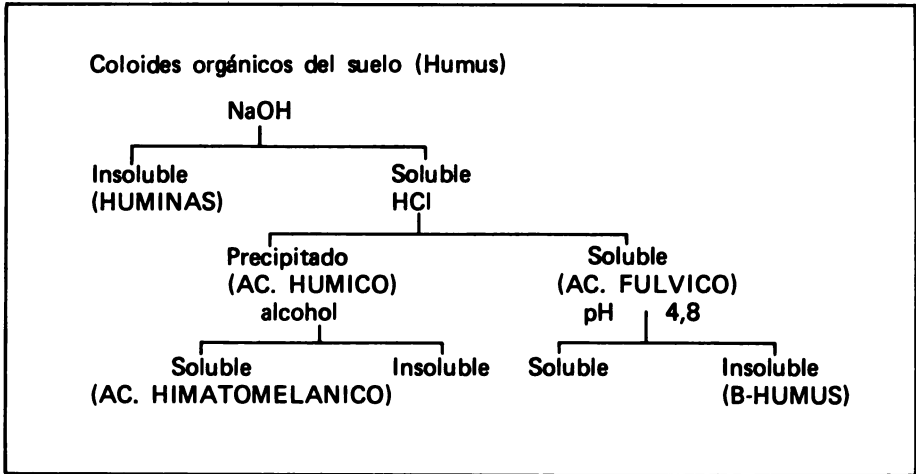 Coloides orgánicos del suelo (Humus)
NaOH
Insoluble Soluble
(HUMINAS) HCl
Precipitado Soluble
(AC. HUMICO) (AC. FULVICO)
alcohol pH 4,8
Soluble Insoluble Soluble Insoluble
(AC. HIMATOMELANICO) (B-HUMUS)